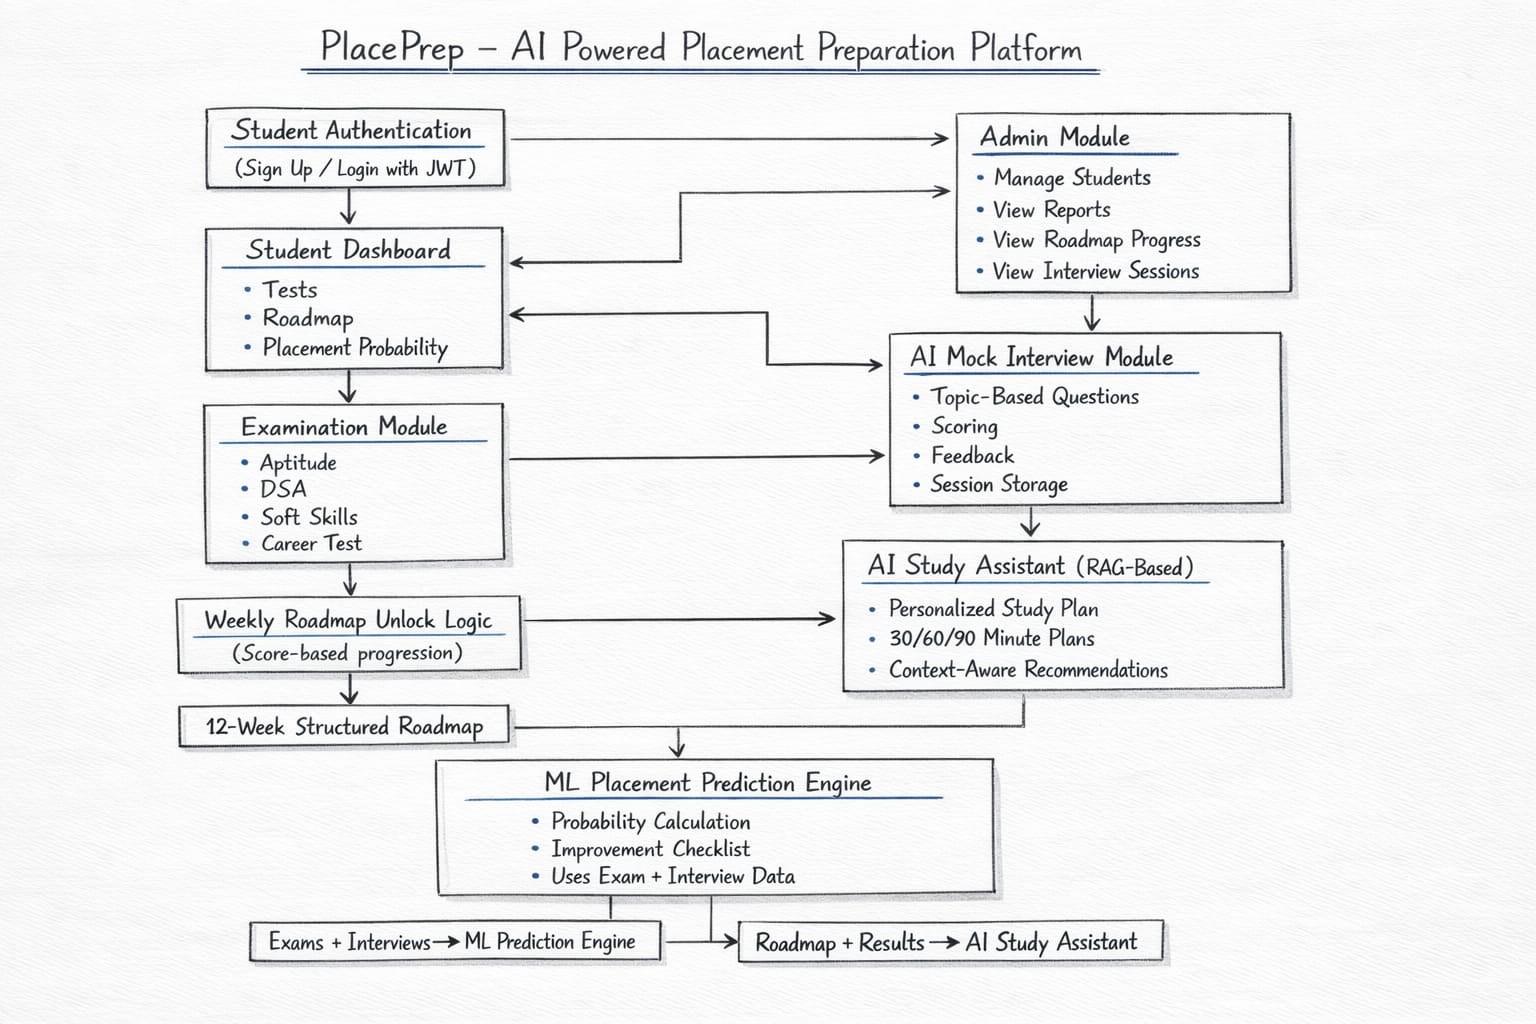 PlacePrep – AI Powered Placement Preparation Platform
Student Authentication
(Sign Up / Login with JWT)
Student Dashboard
• Tests
• Roadmap
• Placement Probability
Examination Module
• Aptitude
• DSA
• Soft Skills
• Career Test
Weekly Roadmap Unlock Logic
(Score-based progression)
12-Week Structured Roadmap
Admin Module
• Manage Students
• View Reports
• View Roadmap Progress
• View Interview Sessions
AI Mock Interview Module
• Topic-Based Questions
• Scoring
• Feedback
• Session Storage
AI Study Assistant (RAG-Based)
• Personalized Study Plan
• 30/60/90 Minute Plans
• Context-Aware Recommendations
ML Placement Prediction Engine
• Probability Calculation
• Improvement Checklist
• Uses Exam + Interview Data
Exams + Interviews → ML Prediction Engine
Roadmap + Results → AI Study Assistant